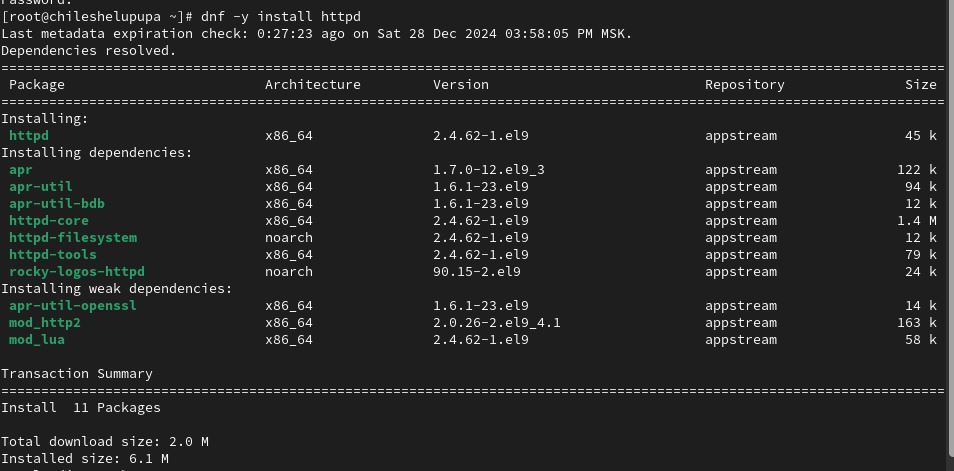 [root@chileshelupupa ~]# dnf -y install httpd
Last metadata expiration check: 0:27:23 ago on Sat 28 Dec 2024 03:58:05 PM MSK.
Dependencies resolved.
================================================================================
Package Architecture Version Repository Size
================================================================================
Installing:
httpd x86_64 2.4.62-1.el9 appstream 45 k
Installing dependencies:
apr x86_64 1.7.0-12.el9_3 appstream 122 k
apr-util x86_64 1.6.1-23.el9 appstream 94 k
apr-util-bdb x86_64 1.6.1-23.el9 appstream 12 k
httpd-core x86_64 2.4.62-1.el9 appstream 1.4 M
httpd-filesystem noarch 2.4.62-1.el9 appstream 12 k
httpd-tools x86_64 2.4.62-1.el9 appstream 79 k
rocky-logos-httpd noarch 90.15-2.el9 appstream 24 k
Installing weak dependencies:
apr-util-openssl x86_64 1.6.1-23.el9 appstream 14 k
mod_http2 x86_64 2.0.26-2.el9_4.1 appstream 163 k
mod_lua x86_64 2.4.62-1.el9 appstream 58 k
Transaction Summary
================================================================================
Install 11 Packages
Total download size: 2.0 M
Installed size: 6.1 M